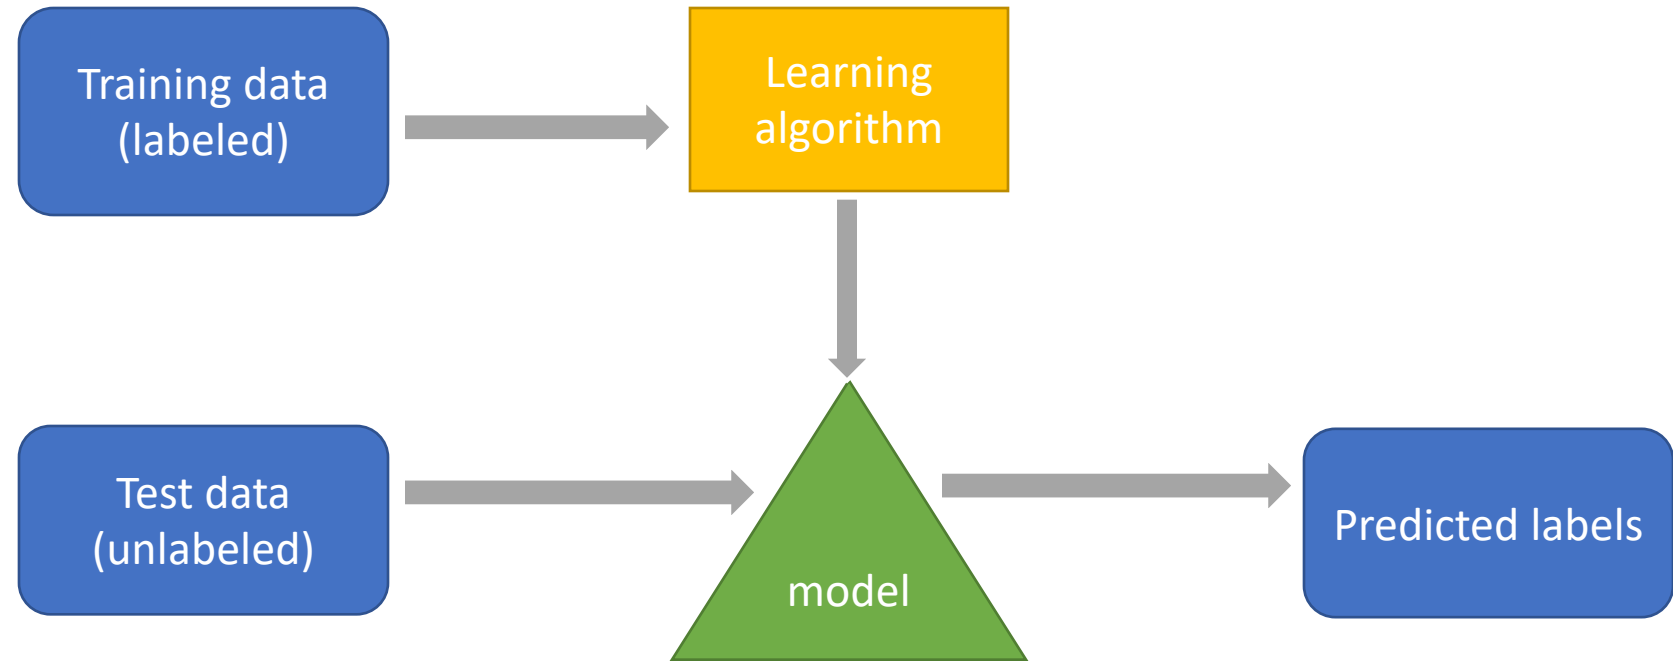 Training data
(labeled)
Learning
algorithm
Test data
(unlabeled)
model
Predicted labels